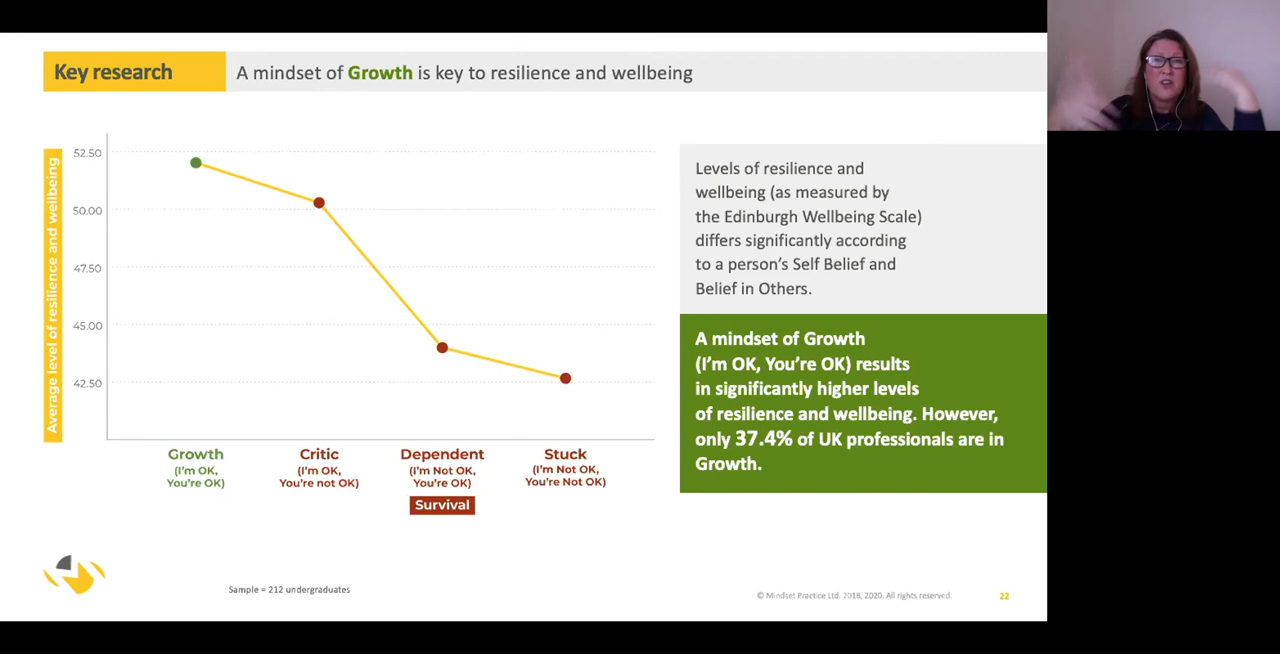 Key research
A mindset of Growth is key to resilience and wellbeing
Average level of resilience and wellbeing
52.50
50.00
47.50
45.00
42.50
Growth
(I'm OK,
You're OK)
Critic
(I'm OK,
You're not OK)
Dependent
(I'm Not OK,
You're OK)
Survival
Stuck
(I'm Not OK,
You're Not OK)
Levels of resilience and
wellbeing (as measured by
the Edinburgh Wellbeing Scale)
differs significantly according
to a person's Self Belief and
Belief in Others.
A mindset of Growth
(I'm OK, You're OK) results
in significantly higher levels
of resilience and wellbeing. However,
only 37.4% of UK professionals are in
Growth.
Sample = 212 undergraduates
© Mindset Practice Ltd. 2018, 2020. All rights reserved.
22